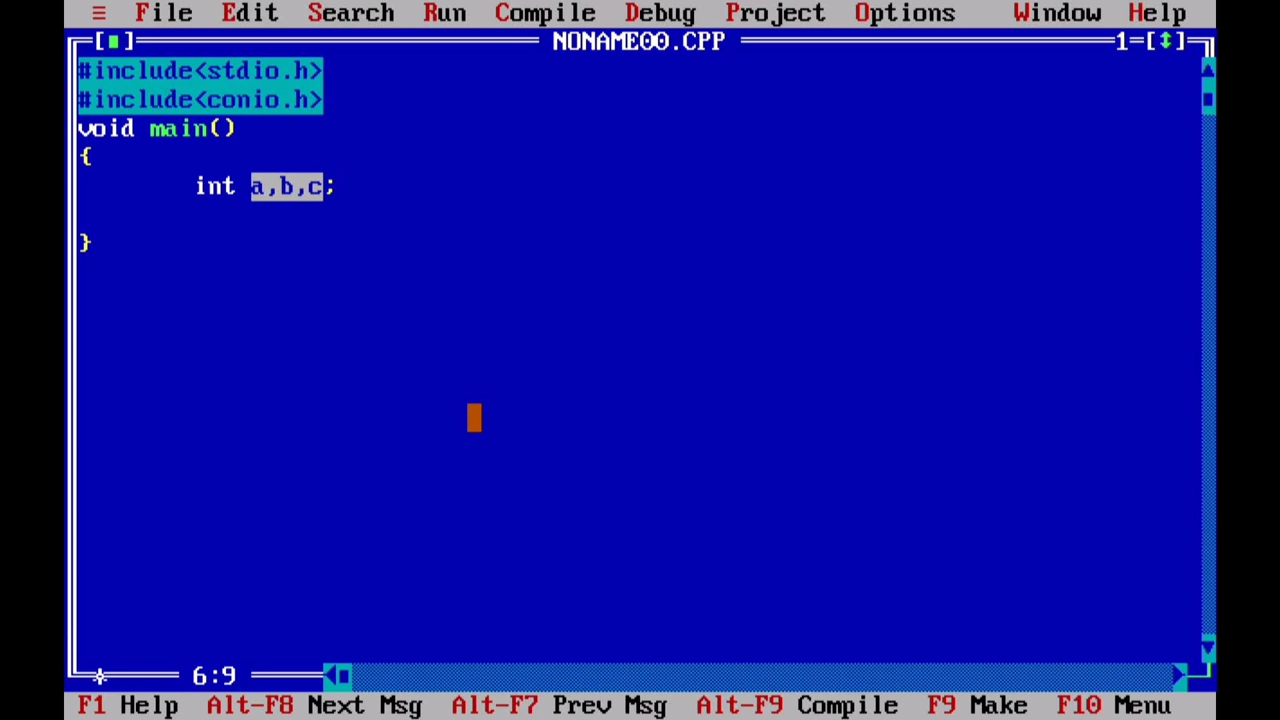 ≡ File Edit Search Run Compile Debug Project Options Window Help
[■] NONAME00.CPP 1=[↕]
#include<stdio.h>
#include<conio.h>
void main()
{
int a,b,c;
}
6:9
F1 Help Alt-F8 Next Msg Alt-F7 Prev Msg Alt-F9 Compile F9 Make F10 Menu